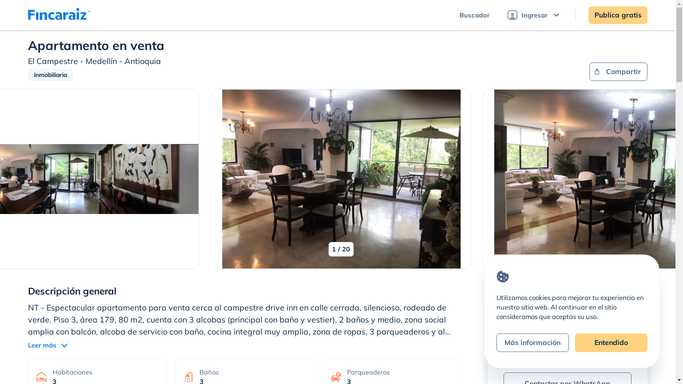 Fincaraiz
Buscador
Ingresar
Publica gratis
Apartamento en venta
El Campestre - Medellín - Antioquia
Inmobiliaria
Compartir
1 / 20
Descripción general
NT - Espectacular apartamento para venta cerca al campestre drive inn en calle cerrada, silencioso, rodeado de
verde. Piso 3, área 179, 80 m2, cuenta con 3 alcobas (principal con baño y vestier), 2 baños y medio, zona social
amplia con balcón, alcoba de servicio con baño, cocina integral muy amplia, zona de ropas, 3 parqueaderos y al...
Leer más
Habitaciones
3
Baños
3
Parqueaderos
3
Utilizamos cookies para mejorar tu experiencia en
nuestro sitio web. Al continuar en el sitio
consideramos que aceptas su uso.
Más información
Entendido
Contactar por WhatsApp